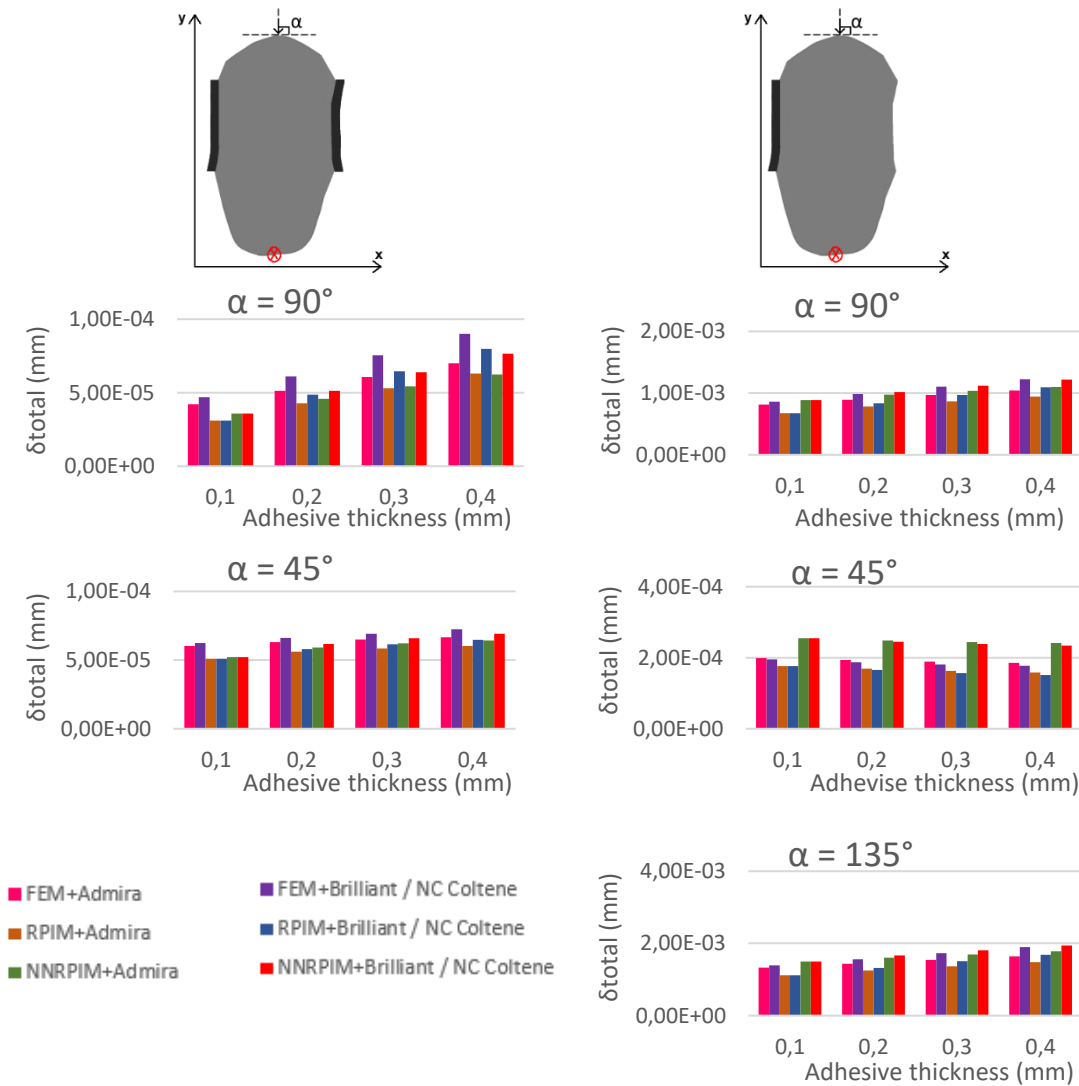 y
α
x
y
α
x
α = 90°
δtotal (mm)
1,00E-04
5,00E-05
0,00E+00
0,1 0,2 0,3 0,4
Adhesive thickness (mm)
α = 90°
δtotal (mm)
2,00E-03
1,00E-03
0,00E+00
0,1 0,2 0,3 0,4
Adhesive thickness (mm)
α = 45°
δtotal (mm)
1,00E-04
5,00E-05
0,00E+00
0,1 0,2 0,3 0,4
Adhesive thickness (mm)
α = 45°
δtotal (mm)
4,00E-04
2,00E-04
0,00E+00
0,1 0,2 0,3 0,4
Adhevise thickness (mm)
FEM+Admira
FEM+Brilliant / NC Coltene
RPIM+Admira
RPIM+Brilliant / NC Coltene
NNRPIM+Admira
NNRPIM+Brilliant / NC Coltene
α = 135°
δtotal (mm)
4,00E-03
2,00E-03
0,00E+00
0,1 0,2 0,3 0,4
Adhesive thickness (mm)